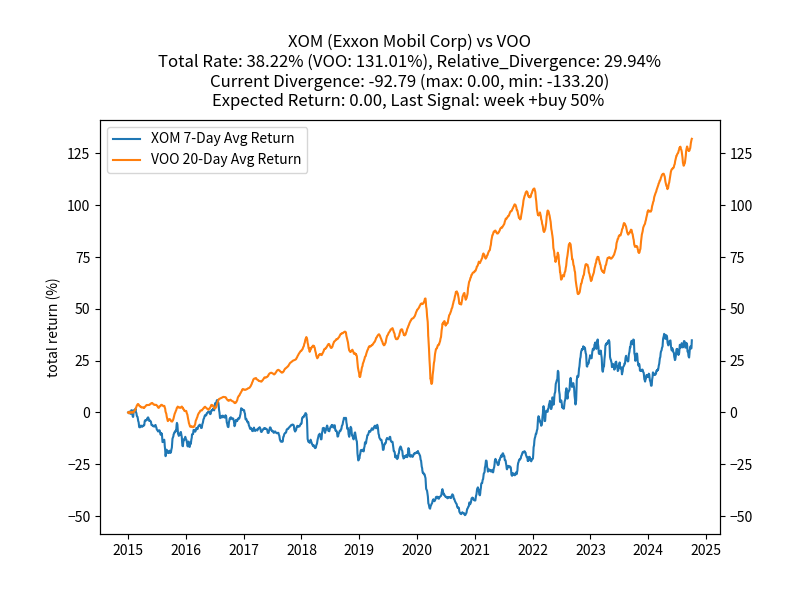 XOM (Exxon Mobil Corp) vs VOO
Total Rate: 38.22% (VOO: 131.01%), Relative_Divergence: 29.94%
Current Divergence: -92.79 (max: 0.00, min: -133.20)
Expected Return: 0.00, Last Signal: week +buy 50%
XOM 7-Day Avg Return
VOO 20-Day Avg Return
total return (%)
125 125
100 100
75 75
50 50
25 25
0 0
−25 −25
−50 −50
2015 2016 2017 2018 2019 2020 2021 2022 2023 2024 2025